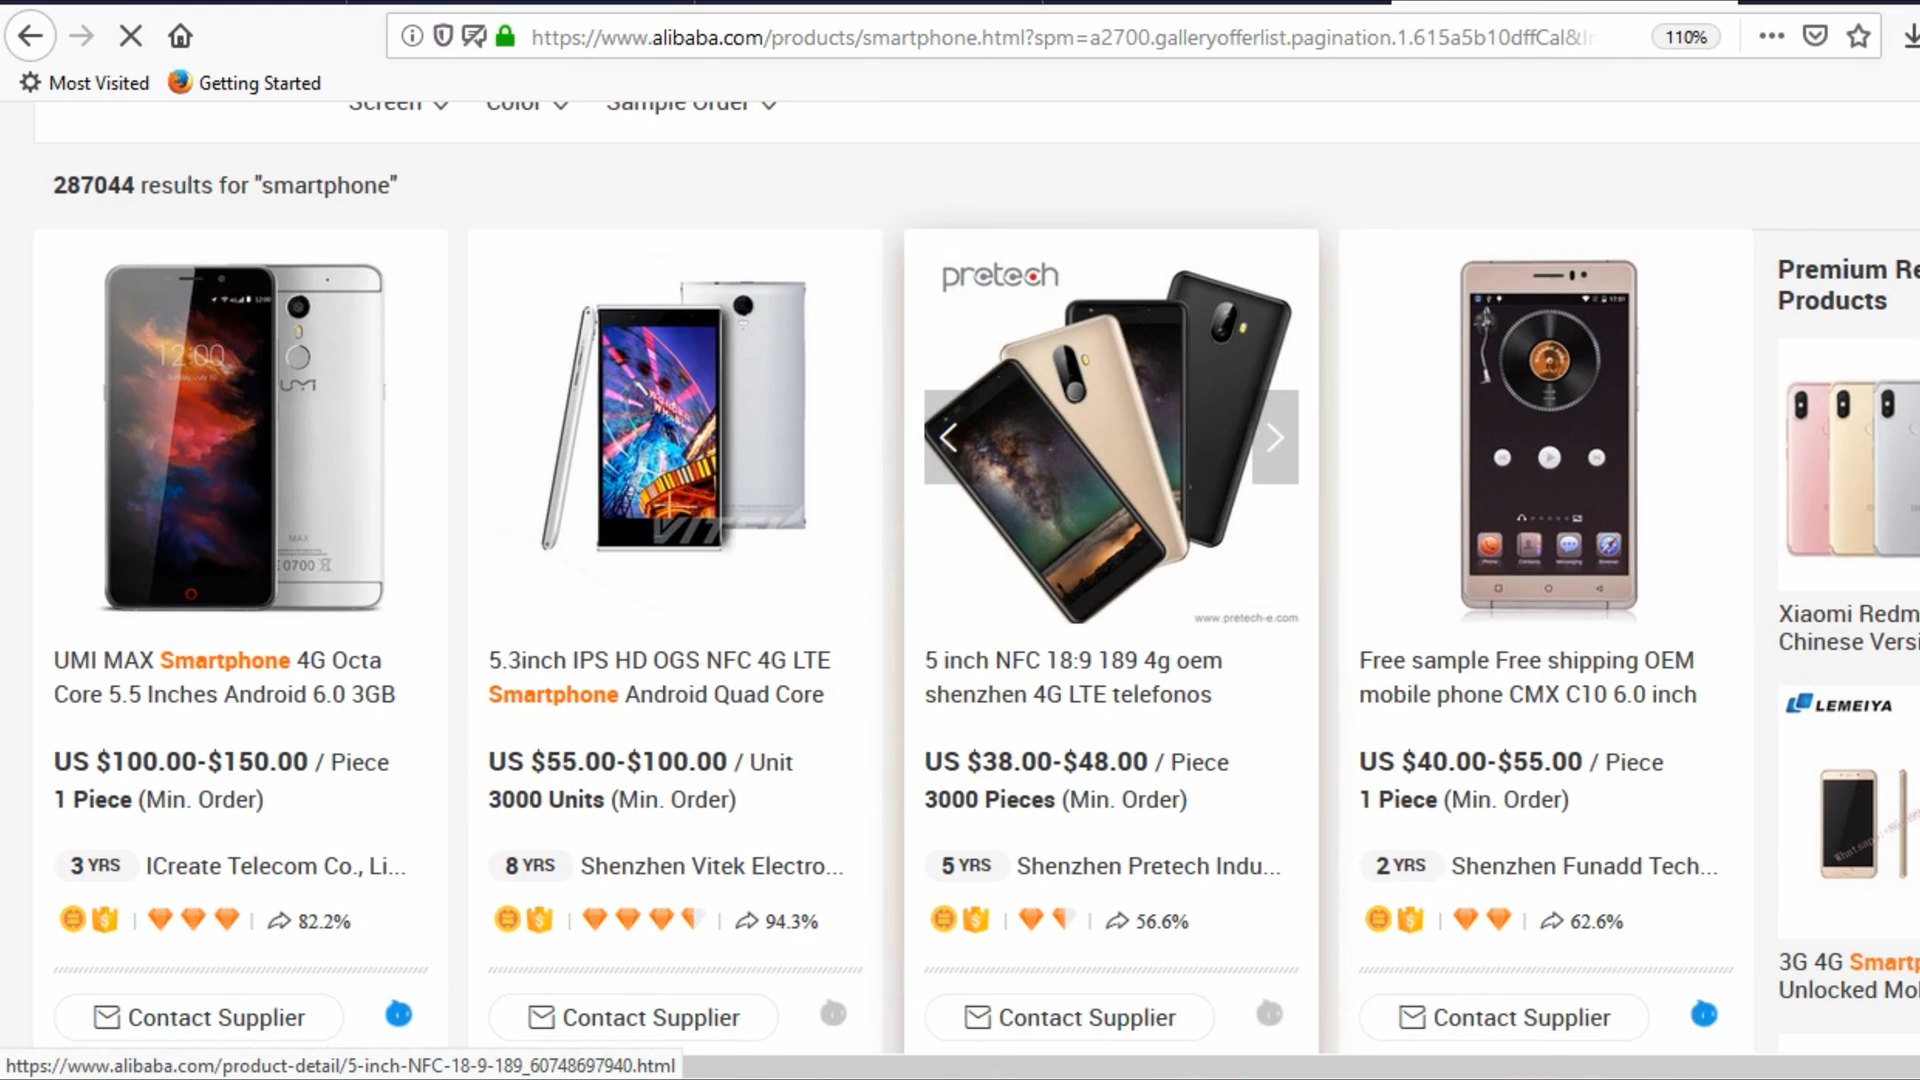 https://www.alibaba.com/products/smartphone.html?spm=a2700.galleryofferlist.pagination.1.615a5b10dffCal&
110%
Most Visited
Getting Started
Screen
Color
Sample Order
287044 results for "smartphone"
12:00
UMI
MAX
0700
UMI MAX Smartphone 4G Octa
Core 5.5 Inches Android 6.0 3GB
US $100.00-$150.00 / Piece
1 Piece (Min. Order)
3 YRS ICreate Telecom Co., Li...
82.2%
Contact Supplier
VITEK
5.3inch IPS HD OGS NFC 4G LTE
Smartphone Android Quad Core
US $55.00-$100.00 / Unit
3000 Units (Min. Order)
8 YRS Shenzhen Vitek Electro...
94.3%
Contact Supplier
pretech
www.pretech-e.com
5 inch NFC 18:9 189 4g oem
shenzhen 4G LTE telefonos
US $38.00-$48.00 / Piece
3000 Pieces (Min. Order)
5 YRS Shenzhen Pretech Indu...
56.6%
Contact Supplier
Free sample Free shipping OEM
mobile phone CMX C10 6.0 inch
US $40.00-$55.00 / Piece
1 Piece (Min. Order)
2 YRS Shenzhen Funadd Tech...
62.6%
Contact Supplier
Premium Re
Products
Xiaomi Redm
Chinese Versi
LEMEIYA
3G 4G Smartp
Unlocked Mol
https://www.alibaba.com/product-detail/5-inch-NFC-18-9-189_60748697940.html